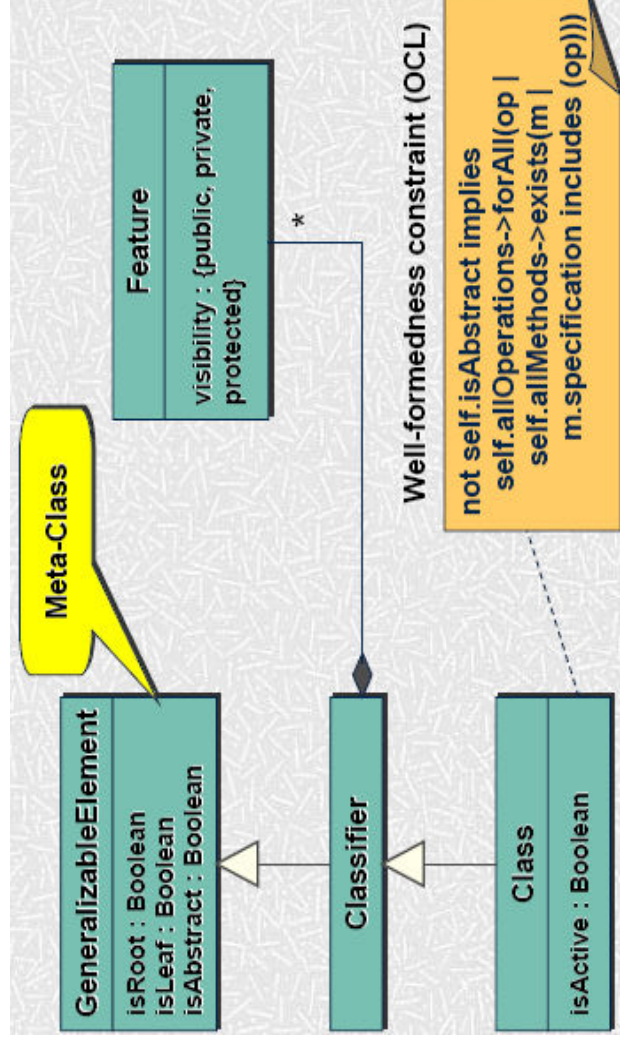 Meta-Class
GeneralizableElement
isRoot : Boolean
isLeaf : Boolean
isAbstract : Boolean
Feature
visibility : {public, private,
protected}
*
Classifier
Well-formedness constraint (OCL)
Class
isActive : Boolean
not self.isAbstract implies
self.allOperations->forAll(op |
self.allMethods->exists(m |
m.specification includes (op)))